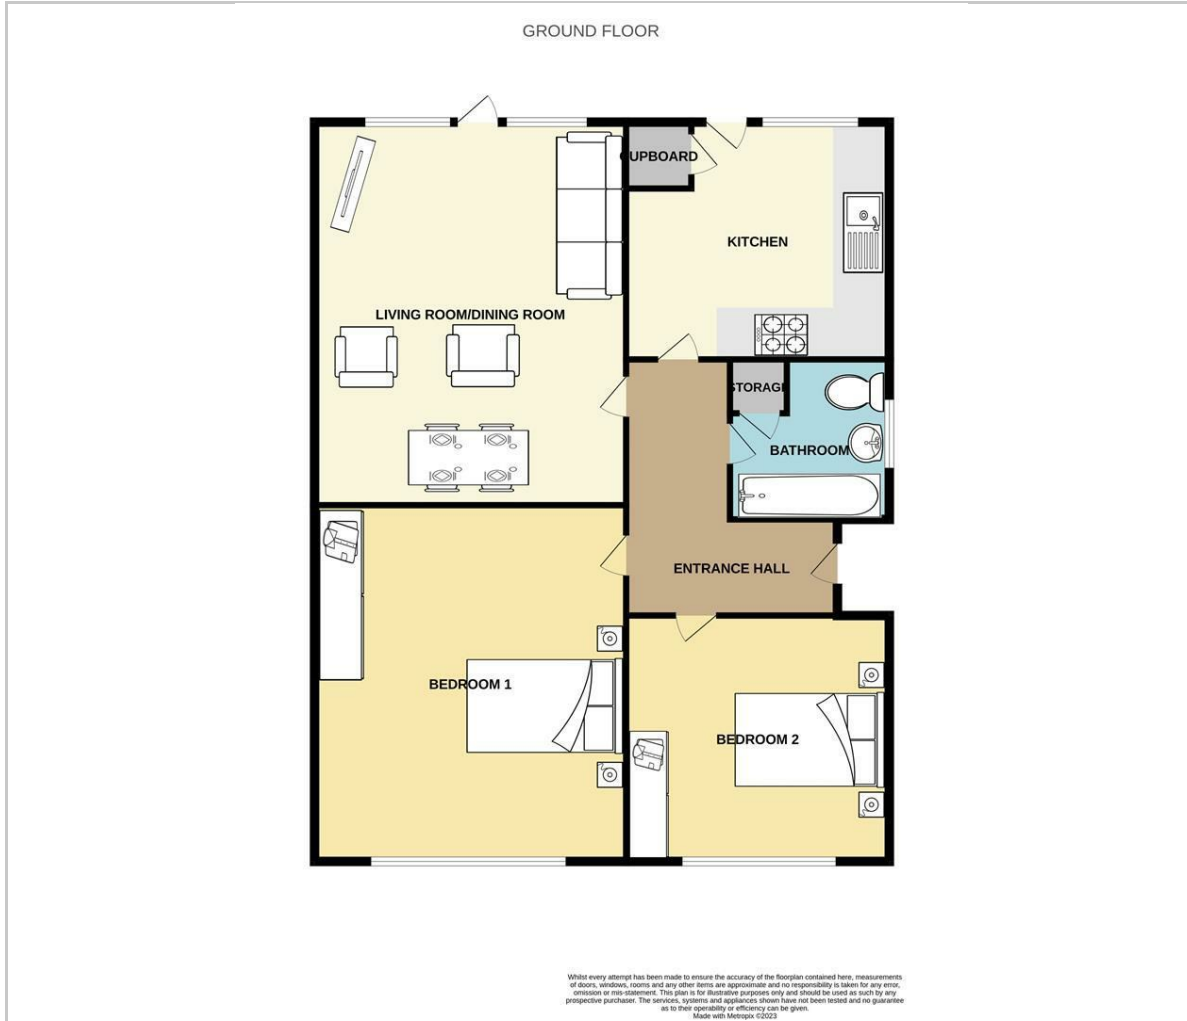 GROUND FLOOR
CUPBOARD
KITCHEN
LIVING ROOM/DINING ROOM
STORAGE
BATHROOM
ENTRANCE HALL
BEDROOM 1
BEDROOM 2
Whilst every attempt has been made to ensure the accuracy of the floorplan contained here, measurements
of doors, windows, rooms and any other items are approximate and no responsibility is taken for any error,
omission or mis-statement. This plan is for illustrative purposes only and should be used as such by any
prospective purchaser. The services, systems and appliances shown have not been tested and no guarantee
as to their operability or efficiency can be given.
Made with Metropix ©2023